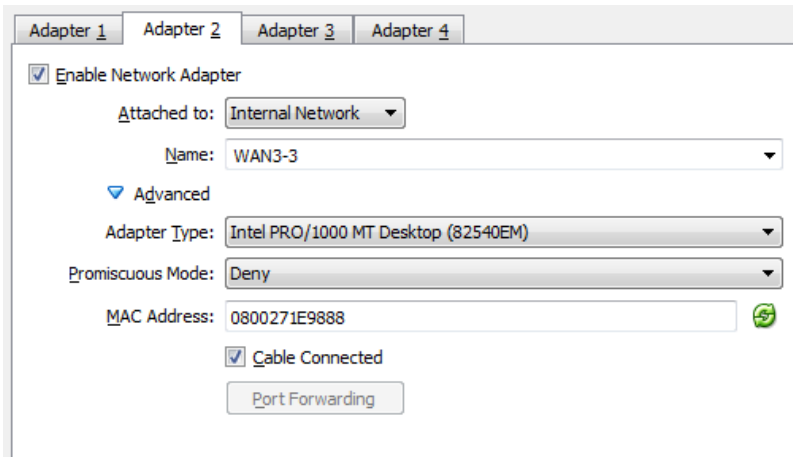 Adapter 1 Adapter 2 Adapter 3 Adapter 4
Enable Network Adapter
Attached to: Internal Network
Name: WAN3-3
Advanced
Adapter Type: Intel PRO/1000 MT Desktop (82540EM)
Promiscuous Mode: Deny
MAC Address: 0800271E9888
Cable Connected
Port Forwarding